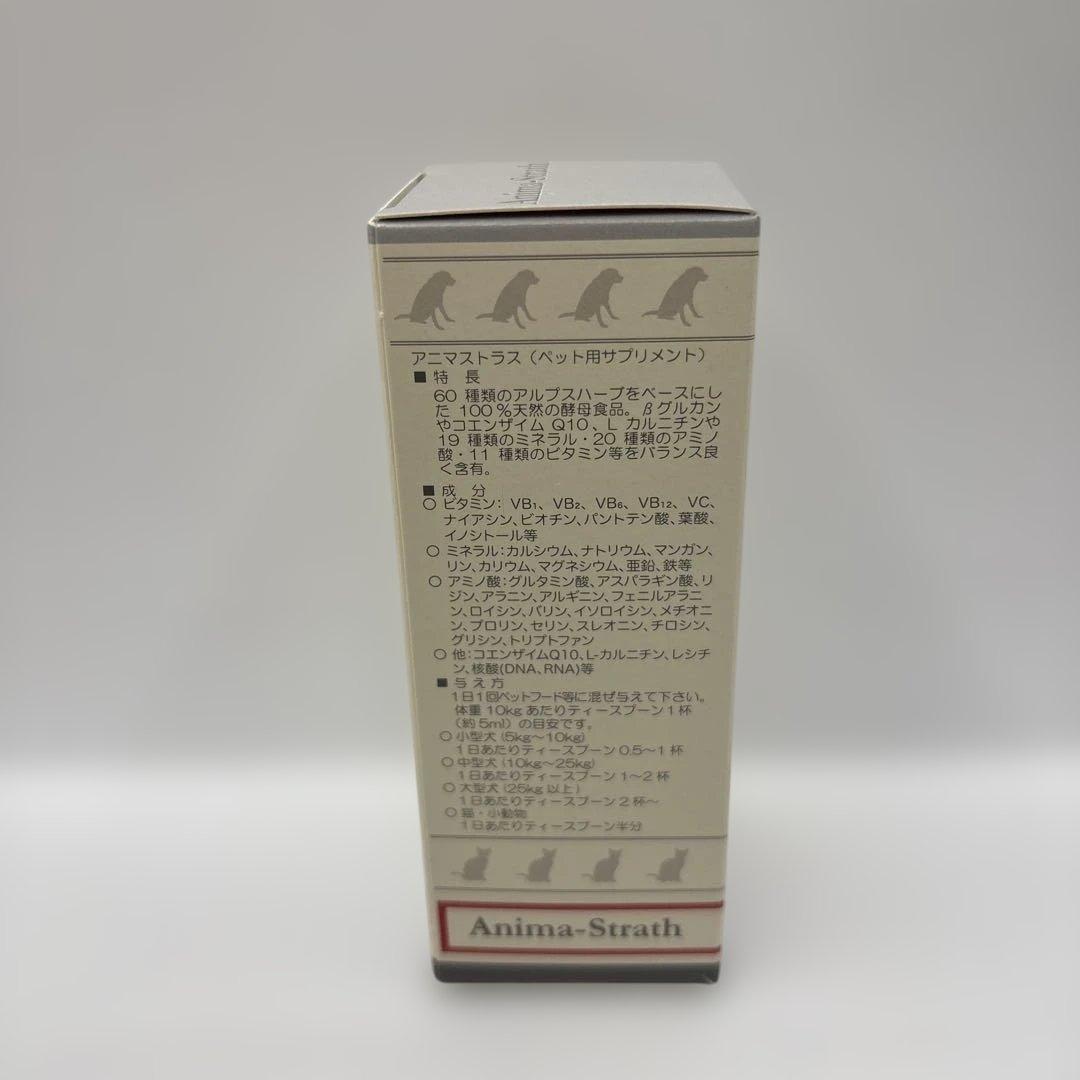 Anima-Strath
アニマストラス（ペット用サプリメント）
■ 特 長
60 種類のアルプスハーブをベースにし
た 100％天然の酵母食品。βグルカン
やコエンザイム Q10、L カルニチンや
19 種類のミネラル・20 種類のアミノ
酸・11 種類のビタミン等をバランス良
く含有。
■ 成 分
○ ビタミン：VB₁、VB₂、VB₆、VB₁₂、VC、
ナイアシン、ビオチン、パントテン酸、葉酸、
イノシトール等
○ ミネラル：カルシウム、ナトリウム、マンガン、
リン、カリウム、マグネシウム、亜鉛、鉄等
○ アミノ酸：グルタミン酸、アスパラギン酸、リ
ジン、アラニン、アルギニン、フェニルアラニ
ン、ロイシン、バリン、イソロイシン、メチオニ
ン、プロリン、セリン、スレオニン、チロシン、
グリシン、トリプトファン
○ 他：コエンザイムQ10、L-カルニチン、レシチ
ン、核酸(DNA、RNA)等
■ 与え方
1日1回ペットフード等に混ぜ与えて下さい。
体重 10kg あたりティースプーン 1 杯
（約 5ml）の目安です。
○ 小型犬 (5kg～10kg)
1日あたりティースプーン 0.5～1 杯
○ 中型犬 (10kg～25kg)
1日あたりティースプーン 1～2 杯
○ 大型犬 (25kg 以上)
1日あたりティースプーン 2 杯～
○ 猫・小動物
1日あたりティースプーン半分
Anima-Strath